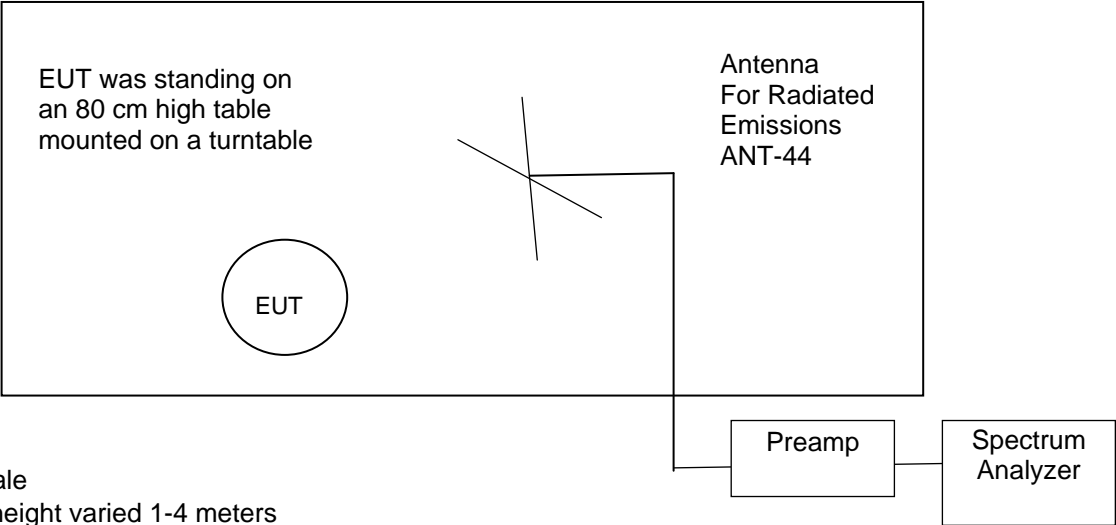 EUT was standing on
an 80 cm high table
mounted on a turntable
Antenna
For Radiated
Emissions
ANT-44
EUT
Preamp
Spectrum
Analyzer
height varied 1-4 meters